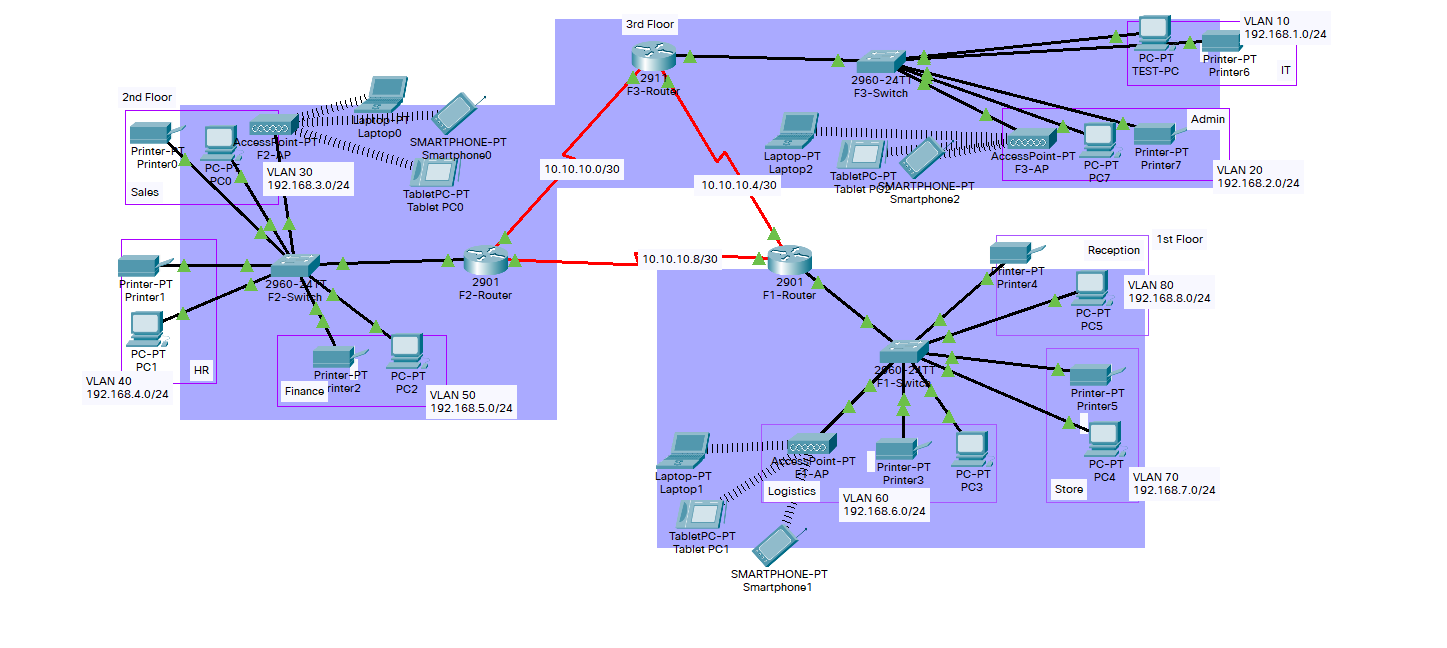 3rd Floor
2911
F3-Router
2960-24TT
F3-Switch
PC-PT
TEST-PC
Printer-PT
Printer6
VLAN 10
192.168.1.0/24
IT
Laptop-PT
Laptop2
TabletPC-PT
Tablet PC2
SMARTPHONE-PT
Smartphone2
AccessPoint-PT
F3-AP
PC-PT
PC7
Printer-PT
Printer7
Admin
VLAN 20
192.168.2.0/24
2nd Floor
Printer-PT
Printer0
PC-PT
PC0
Sales
AccessPoint-PT
F2-AP
VLAN 30
192.168.3.0/24
Laptop-PT
Laptop0
SMARTPHONE-PT
Smartphone0
TabletPC-PT
Tablet PC0
10.10.10.0/30
10.10.10.4/30
10.10.10.8/30
Printer-PT
Printer1
PC-PT
PC1
HR
VLAN 40
192.168.4.0/24
2960-24TT
F2-Switch
2901
F2-Router
Printer-PT
Printer2
Finance
PC-PT
PC2
VLAN 50
192.168.5.0/24
2901
F1-Router
1st Floor
Reception
Printer-PT
Printer4
PC-PT
PC5
VLAN 80
192.168.8.0/24
2960-24TT
F1-Switch
Printer-PT
Printer5
PC-PT
PC4
Store
VLAN 70
192.168.7.0/24
Laptop-PT
Laptop1
TabletPC-PT
Tablet PC1
SMARTPHONE-PT
Smartphone1
AccessPoint-PT
F1-AP
Logistics
Printer-PT
Printer3
PC-PT
PC3
VLAN 60
192.168.6.0/24